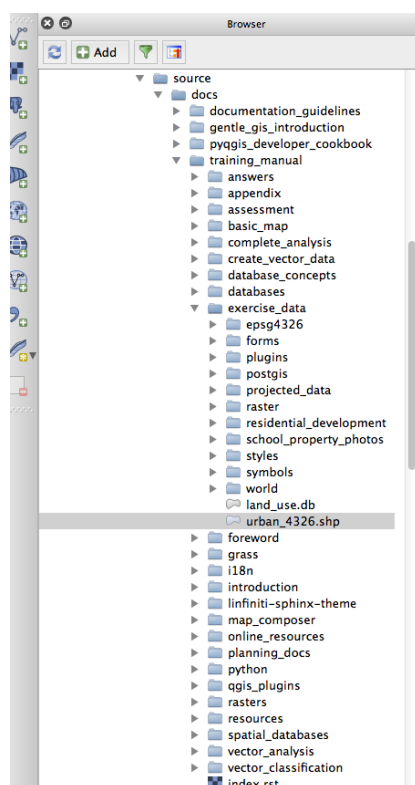 Browser
Add
source
docs
documentation_guidelines
gentle_gis_introduction
pyqgis_developer_cookbook
training_manual
answers
appendix
assessment
basic_map
complete_analysis
create_vector_data
database_concepts
databases
exercise_data
epsg4326
forms
plugins
postgis
projected_data
raster
residential_development
school_property_photos
styles
symbols
world
land_use.db
urban_4326.shp
foreword
grass
i18n
introduction
linfiniti-sphinx-theme
map_composer
online_resources
planning_docs
python
qgis_plugins
rasters
resources
spatial_databases
vector_analysis
vector_classification
index.rst